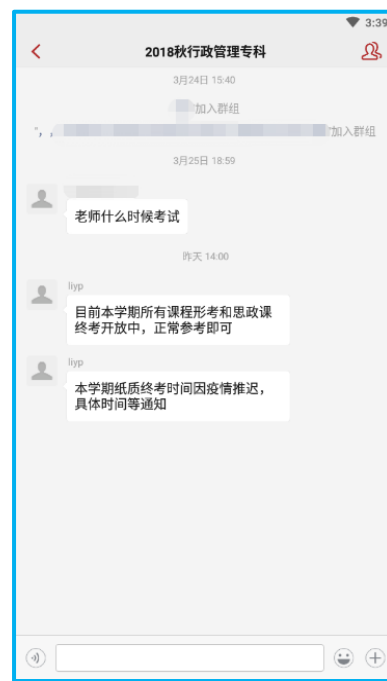 3:39
2018秋行政管理专科
3月24日 15:40
加入群组
", , "加入群组
3月25日 18:59
老师什么时候考试
昨天 14:00
liyp
目前本学期所有课程形考和思政课
终考开放中，正常参考即可
liyp
本学期纸质终考时间因疫情推迟，
具体时间等通知